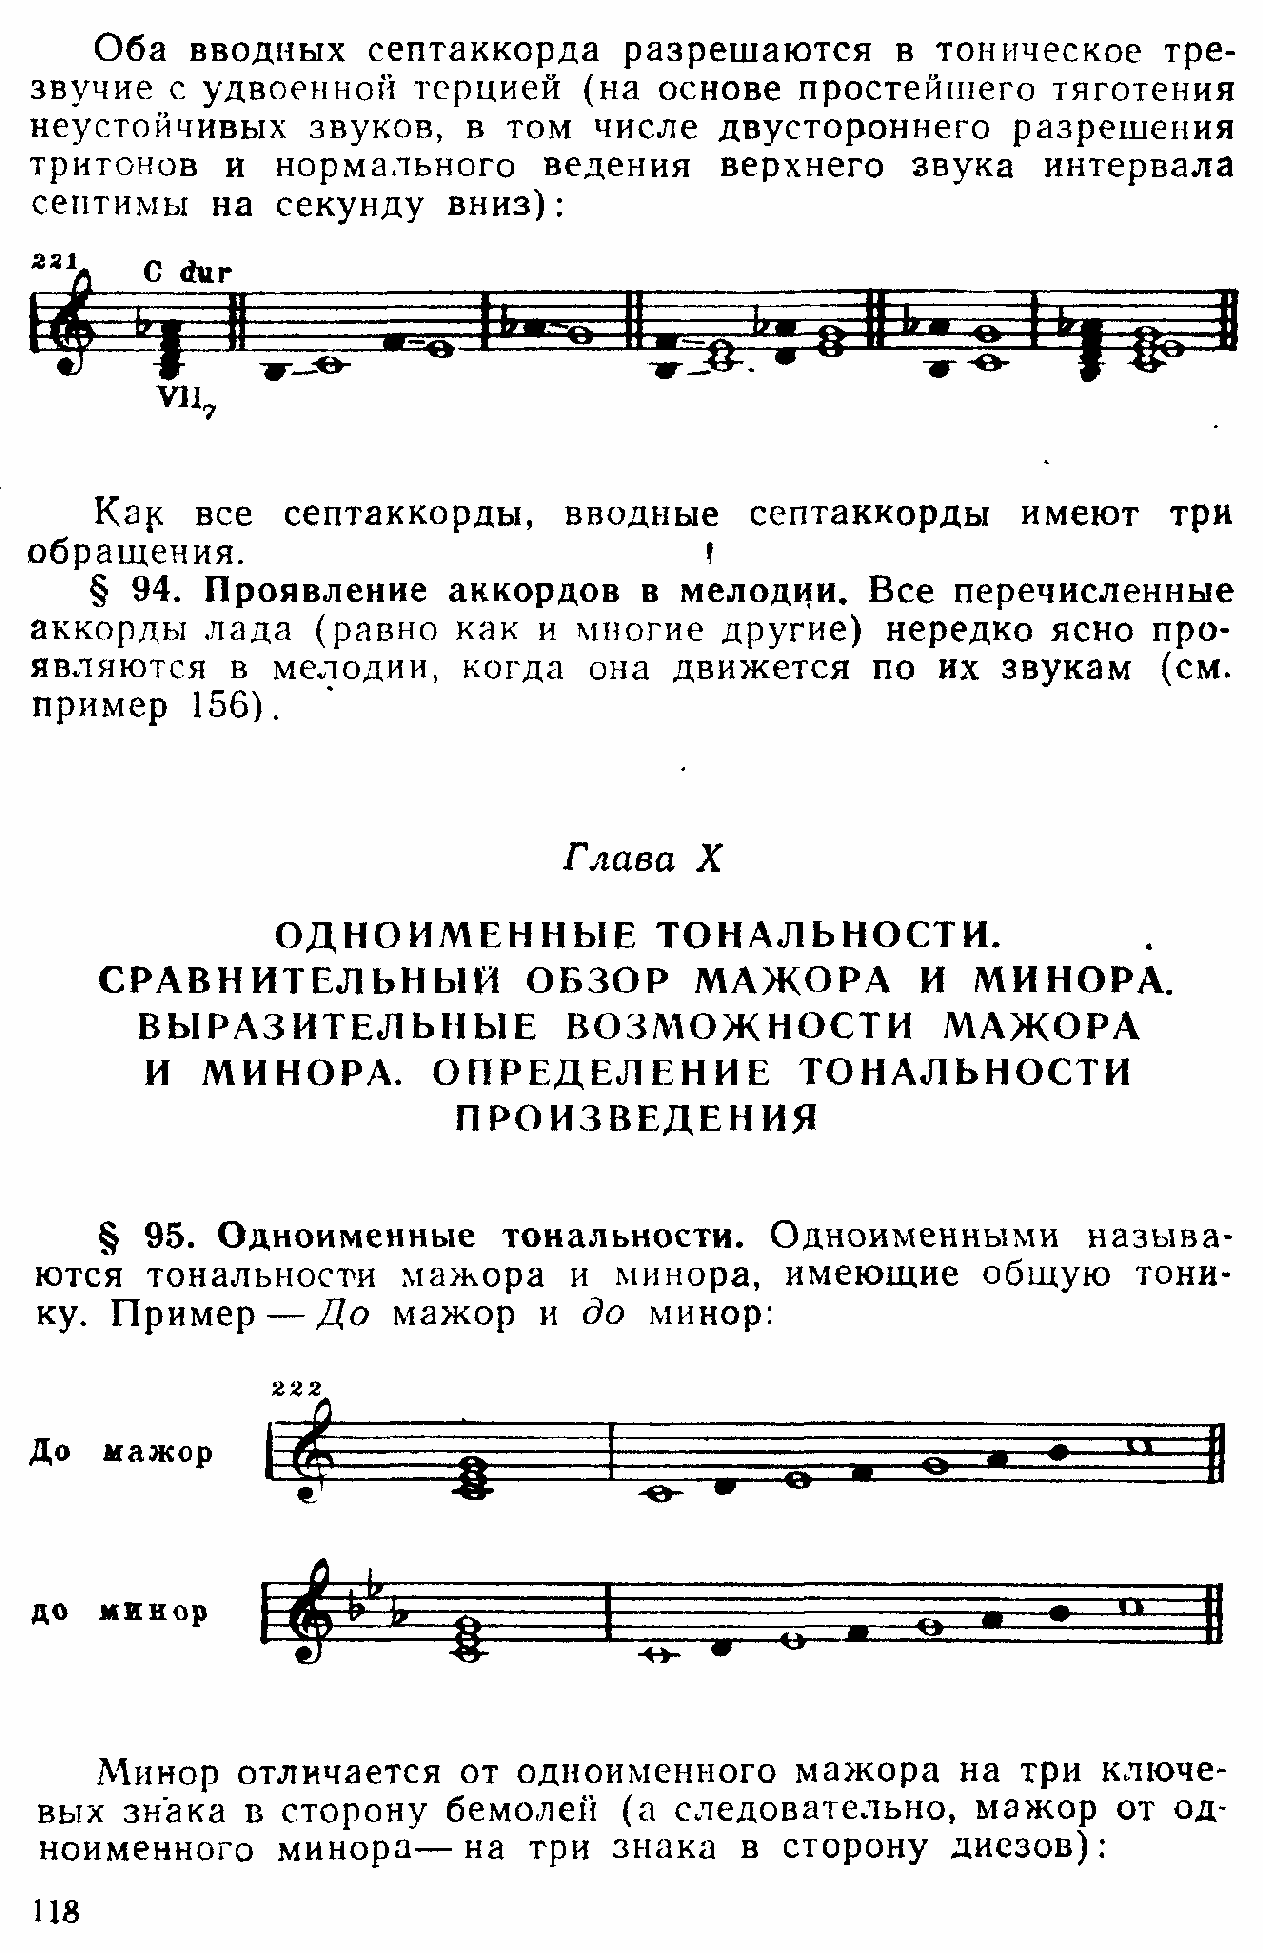 Оба вводных септаккорда разрешаются в тоническое тре-
звучие с удвоенной терцией (на основе простейшего тяготения
неустойчивых звуков, в том числе двустороннего разрешения
тритонов и нормального ведения верхнего звука интервала
септимы на секунду вниз):
221 C dur
VII7
Как все септаккорды, вводные септаккорды имеют три
обращения.
§ 94. Проявление аккордов в мелодии. Все перечисленные
аккорды лада (равно как и многие другие) нередко ясно про-
являются в мелодии, когда она движется по их звукам (см.
пример 156).
Глава X
ОДНОИМЕННЫЕ ТОНАЛЬНОСТИ.
СРАВНИТЕЛЬНЫЙ ОБЗОР МАЖОРА И МИНОРА.
ВЫРАЗИТЕЛЬНЫЕ ВОЗМОЖНОСТИ МАЖОРА
И МИНОРА. ОПРЕДЕЛЕНИЕ ТОНАЛЬНОСТИ
ПРОИЗВЕДЕНИЯ
§ 95. Одноименные тональности. Одноименными называ-
ются тональности мажора и минора, имеющие общую тони-
ку. Пример — До мажор и до минор:
222
До мажор
до минор
Минор отличается от одноименного мажора на три ключе-
вых знака в сторону бемолей (а следовательно, мажор от од-
ноименного минора — на три знака в сторону диезов):
118